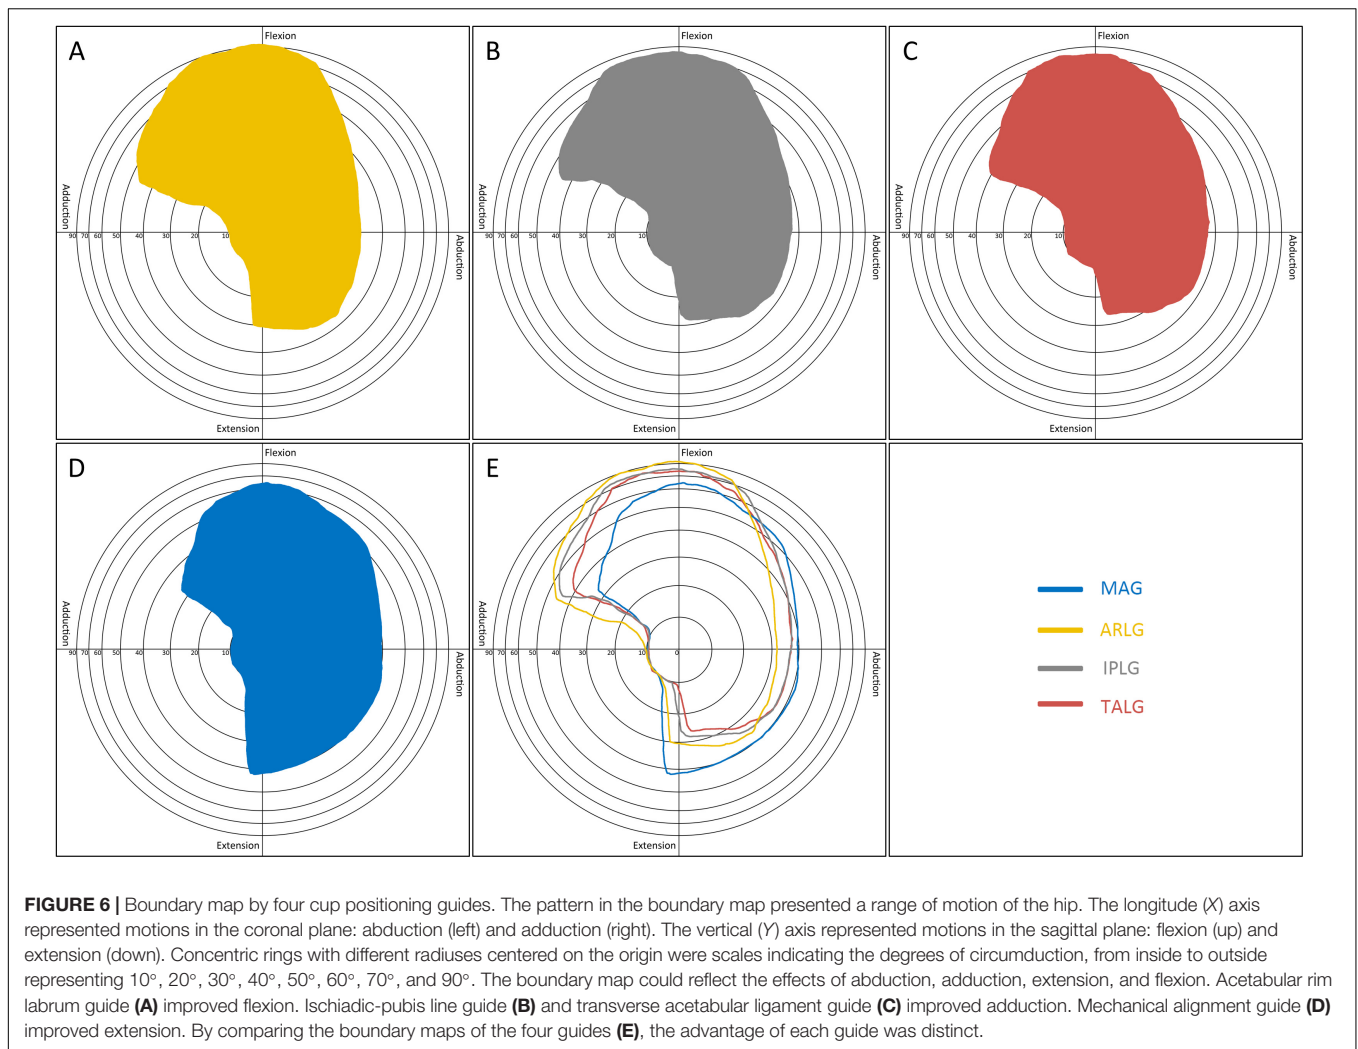 A
Flexion
Adduction
90 70 60 50 40 30 20 10
Abduction
Extension
B
Flexion
Adduction
90 70 60 50 40 30 20 10
Abduction
Extension
C
Flexion
Adduction
90 70 60 50 40 30 20 10
Abduction
Extension
D
Flexion
Adduction
90 70 60 50 40 30 20 10
Abduction
Extension
E
Flexion
Adduction
90 70 60 50 40 30 20 10 0
Abduction
Extension
MAG
ARLG
IPLG
TALG
FIGURE 6 | Boundary map by four cup positioning guides. The pattern in the boundary map presented a range of motion of the hip. The longitude (X) axis
represented motions in the coronal plane: abduction (left) and adduction (right). The vertical (Y) axis represented motions in the sagittal plane: flexion (up) and
extension (down). Concentric rings with different radiuses centered on the origin were scales indicating the degrees of circumduction, from inside to outside
representing 10°, 20°, 30°, 40°, 50°, 60°, 70°, and 90°. The boundary map could reflect the effects of abduction, adduction, extension, and flexion. Acetabular rim
labrum guide (A) improved flexion. Ischiadic-pubis line guide (B) and transverse acetabular ligament guide (C) improved adduction. Mechanical alignment guide (D)
improved extension. By comparing the boundary maps of the four guides (E), the advantage of each guide was distinct.